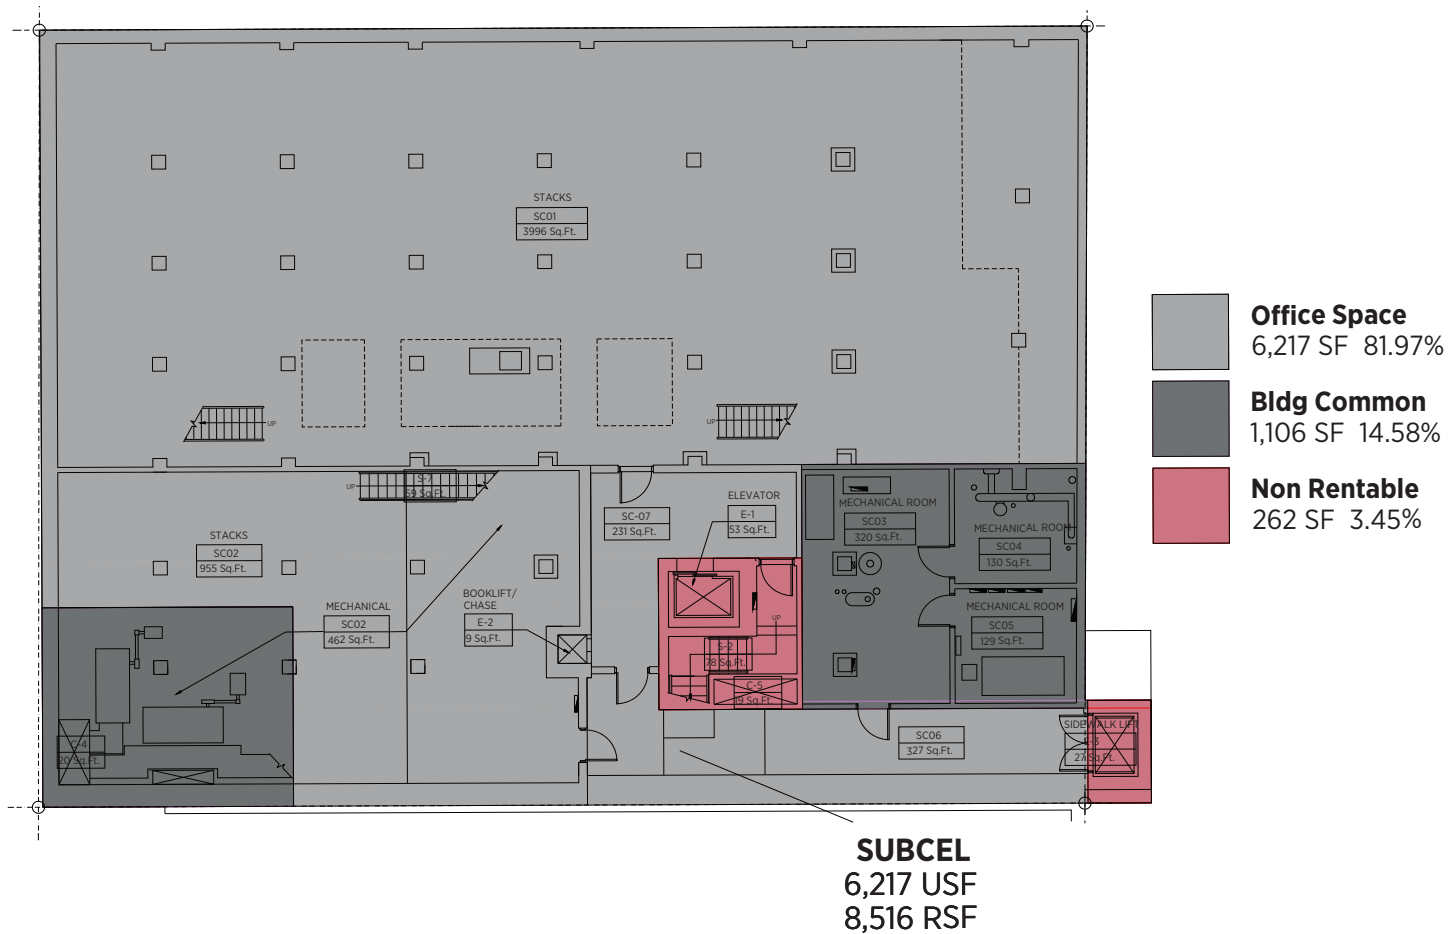 STACKS
SC01
3996 Sq.Ft.
UP
UP
UP
S-7
59 Sq.Ft.
STACKS
SC02
955 Sq.Ft.
MECHANICAL
SC02
462 Sq.Ft.
BOOKLIFT/
CHASE
E-2
9 Sq.Ft.
SC-07
231 Sq.Ft.
ELEVATOR
E-1
53 Sq.Ft.
MECHANICAL ROOM
SC03
320 Sq.Ft.
MECHANICAL ROOM
SC04
130 Sq.Ft.
MECHANICAL ROOM
SC05
129 Sq.Ft.
UP
S-2
78 Sq.Ft.
C-5
19 Sq.Ft.
C-4
20 Sq.Ft.
SC06
327 Sq.Ft.
SIDEWALK LIFT
E-3
27 Sq.Ft.
Office Space
6,217 SF 81.97%
Bldg Common
1,106 SF 14.58%
Non Rentable
262 SF 3.45%
SUBCEL
6,217 USF
8,516 RSF